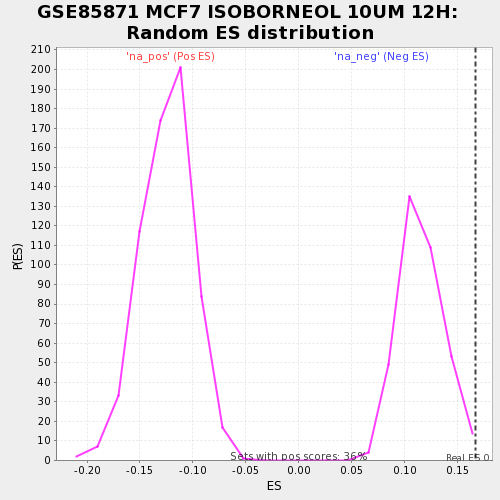 GSE85871 MCF7 ISOBORNEOL 10UM 12H:
Random ES distribution
'na_pos' (Pos ES)
'na_neg' (Neg ES)
210
200
190
180
170
160
150
140
130
120
110
100
90
80
70
60
50
40
30
20
10
0
P(ES)
Sets with pos scores: 36%
Real ES 0
-0.20 -0.15 -0.10 -0.05 0.00 0.05 0.10 0.15
ES